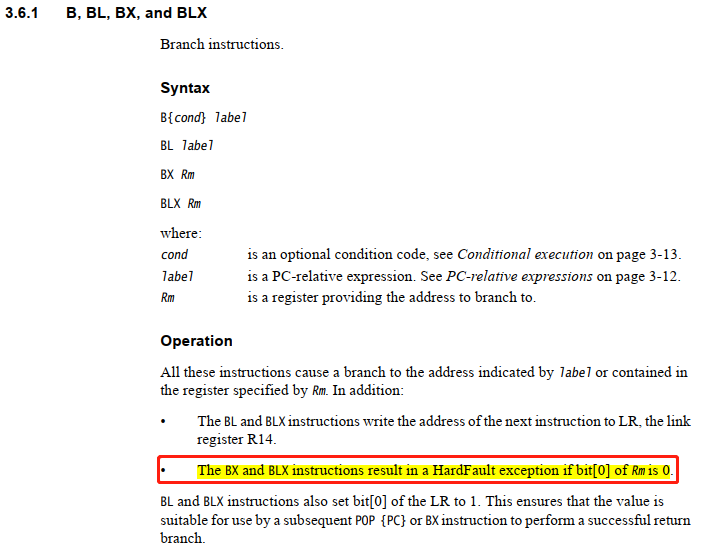 3.6.1 B, BL, BX, and BLX
Branch instructions.
Syntax
B{cond} label
BL label
BX Rm
BLX Rm
where:
cond is an optional condition code, see Conditional execution on page 3-13.
label is a PC-relative expression. See PC-relative expressions on page 3-12.
Rm is a register providing the address to branch to.
Operation
All these instructions cause a branch to the address indicated by label or contained in
the register specified by Rm. In addition:
• The BL and BLX instructions write the address of the next instruction to LR, the link
register R14.
• The BX and BLX instructions result in a HardFault exception if bit[0] of Rm is 0.
BL and BLX instructions also set bit[0] of the LR to 1. This ensures that the value is
suitable for use by a subsequent POP {PC} or BX instruction to perform a successful return
branch.